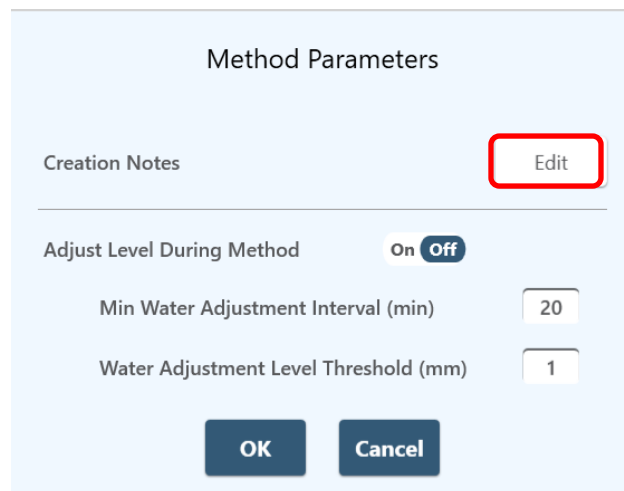 Method Parameters
Creation Notes Edit
Adjust Level During Method On Off
Min Water Adjustment Interval (min) 20
Water Adjustment Level Threshold (mm) 1
OK Cancel